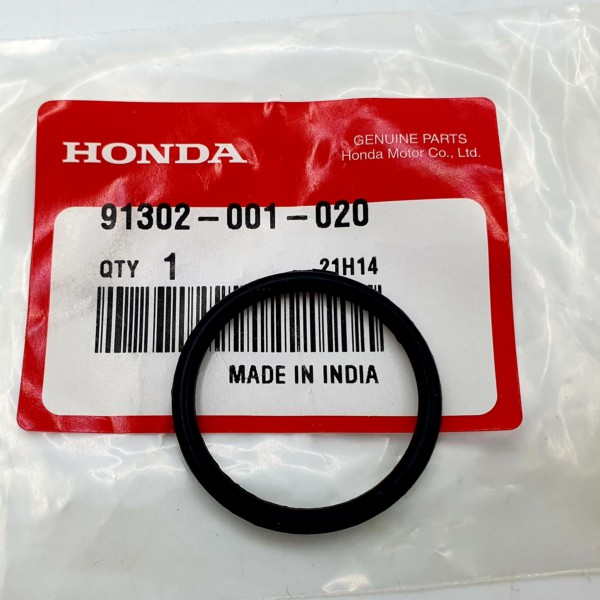 HONDA
GENUINE PARTS
Honda Motor Co., Ltd.
91302-001-020
QTY 1 21H14
MADE IN INDIA